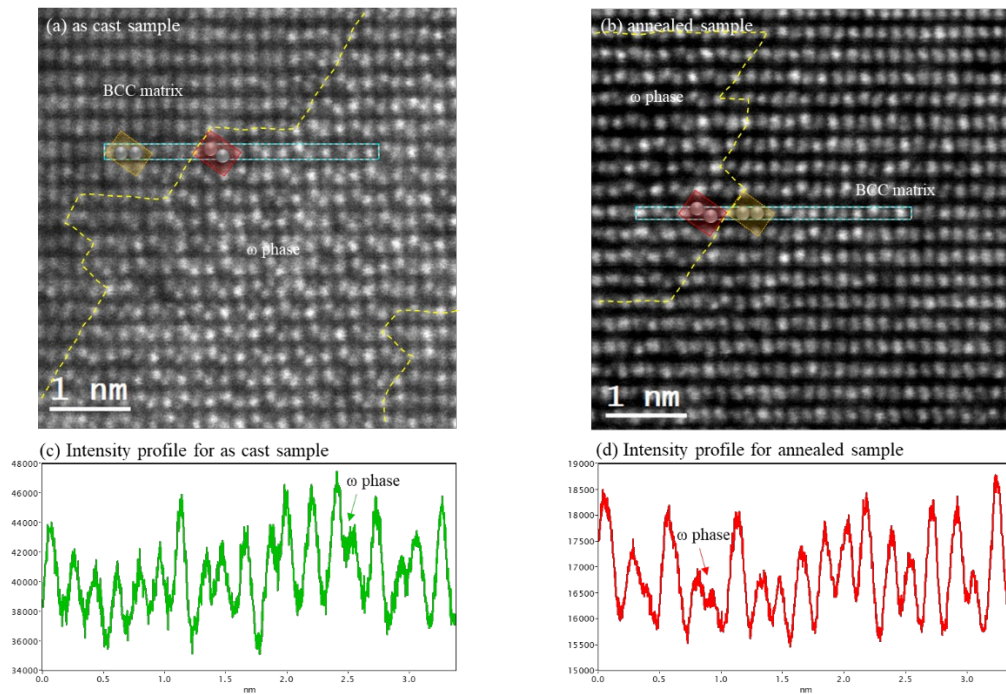 (a) as cast sample
BCC matrix
ω phase
1 nm
(b) annealed sample
ω phase
BCC matrix
1 nm
(c) Intensity profile for as cast sample
48000
46000
44000
42000
40000
38000
36000
34000
ω phase
0.0 0.5 1.0 1.5 2.0 2.5 3.0
nm
(d) Intensity profile for annealed sample
19000
18500
18000
17500
17000
16500
16000
15500
15000
ω phase
0.0 0.5 1.0 1.5 2.0 2.5 3.0
nm